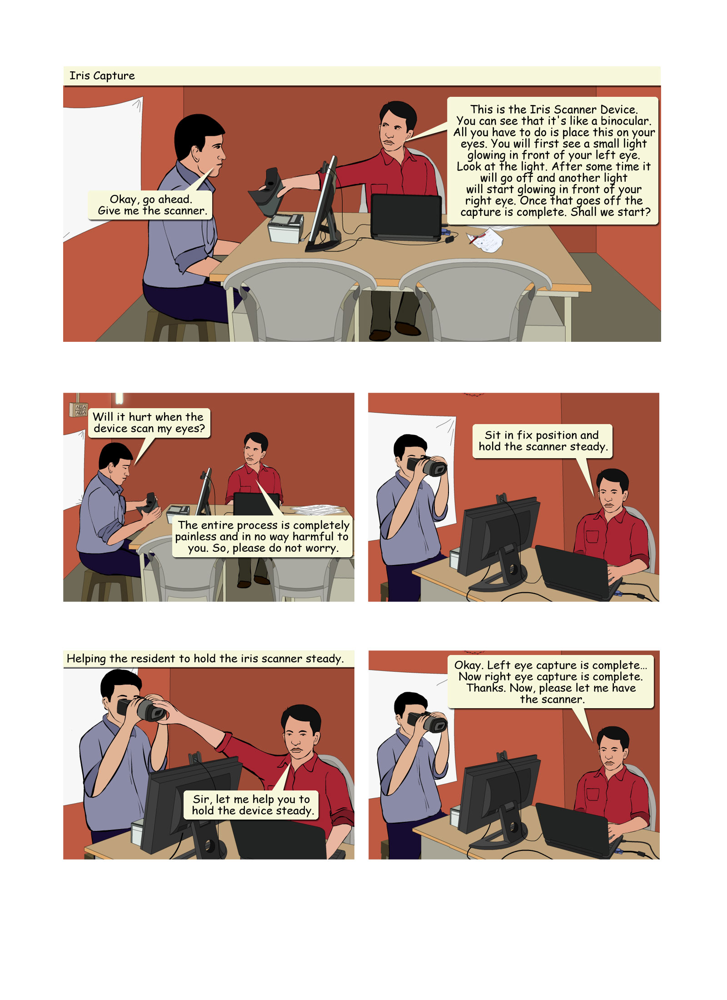 Iris Capture
This is the Iris Scanner Device.
You can see that it's like a binocular.
All you have to do is place this on your
eyes. You will first see a small light
glowing in front of your left eye.
Look at the light. After some time it
will go off and another light
will start glowing in front of your
right eye. Once that goes off the
capture is complete. Shall we start?
Okay, go ahead.
Give me the scanner.
Will it hurt when the
device scan my eyes?
The entire process is completely
painless and in no way harmful to
you. So, please do not worry.
Sit in fix position and
hold the scanner steady.
Helping the resident to hold the iris scanner steady.
Sir, let me help you to
hold the device steady.
Okay. Left eye capture is complete...
Now right eye capture is complete.
Thanks. Now, please let me have
the scanner.